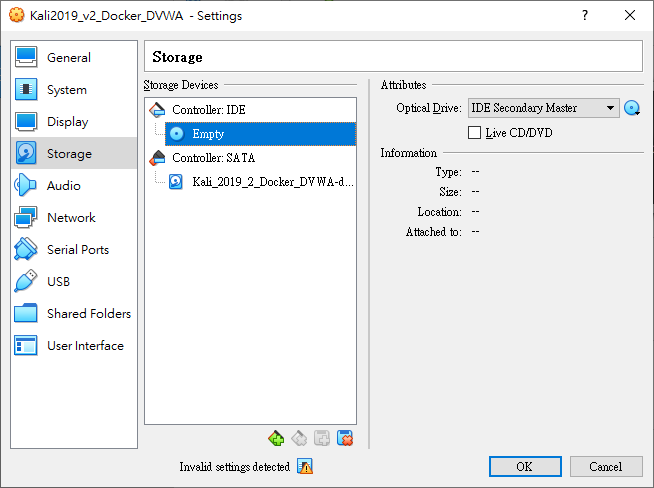 Kali2019_v2_Docker_DVWA - Settings
General
System
Display
Storage
Audio
Network
Serial Ports
USB
Shared Folders
User Interface
Storage
Storage Devices
Controller: IDE
Empty
Controller: SATA
Kali_2019_2_Docker_DVWA-d...
Attributes
Optical Drive: IDE Secondary Master
Live CD/DVD
Information
Type: --
Size: --
Location: --
Attached to: --
Invalid settings detected
OK
Cancel